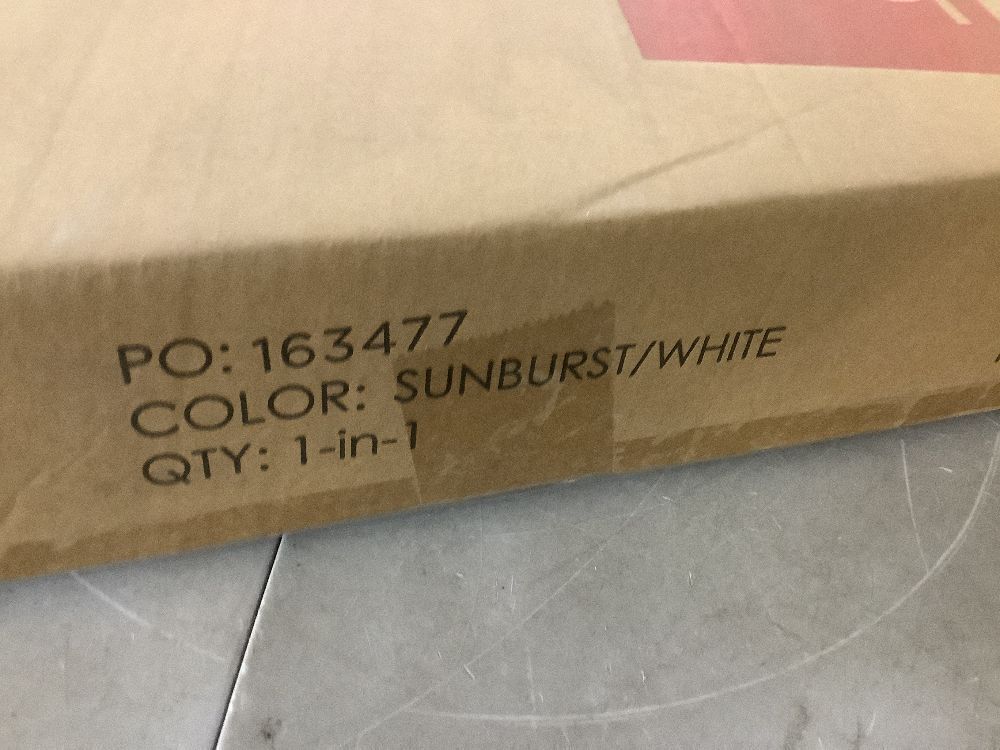 PO: 163477
COLOR: SUNBURST/WHITE
QTY: 1-in-1